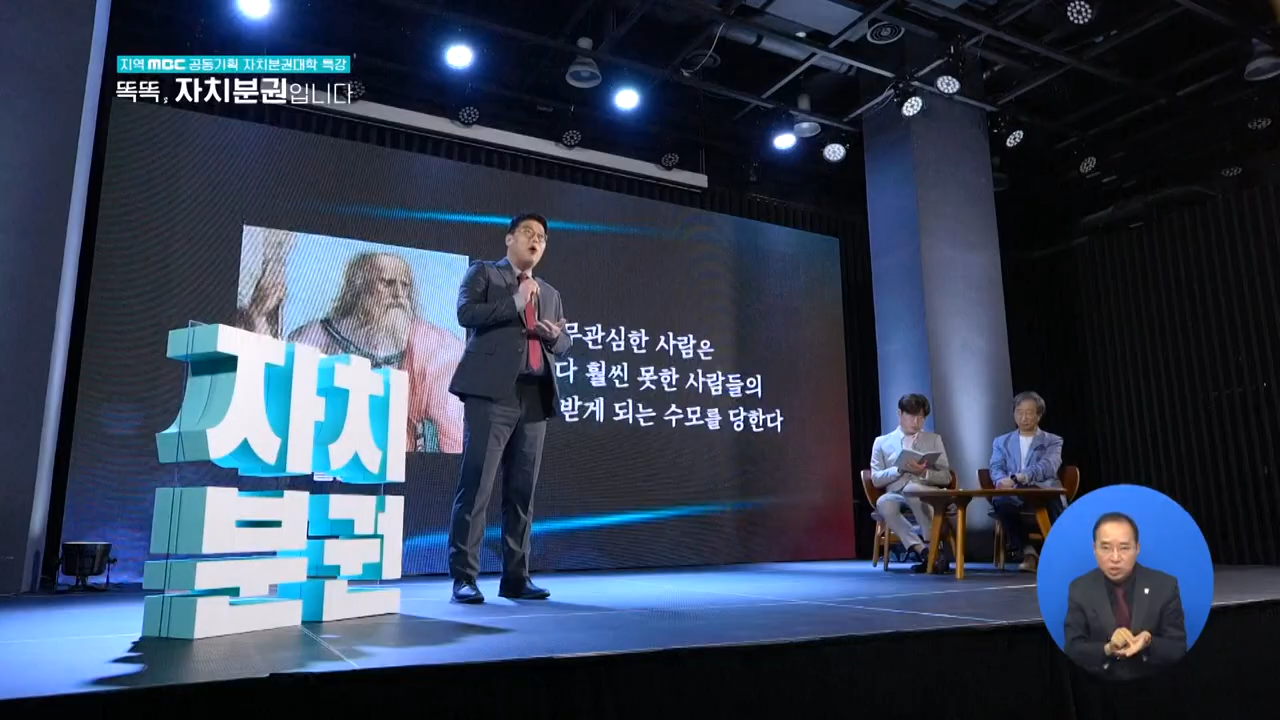 지역 MBC 공동기획 자치분권대학 특강
똑똑, 자치분권입니다
무관심한 사람은
다 훨씬 못한 사람들의
받게 되는 수모를 당한다
자치
분권